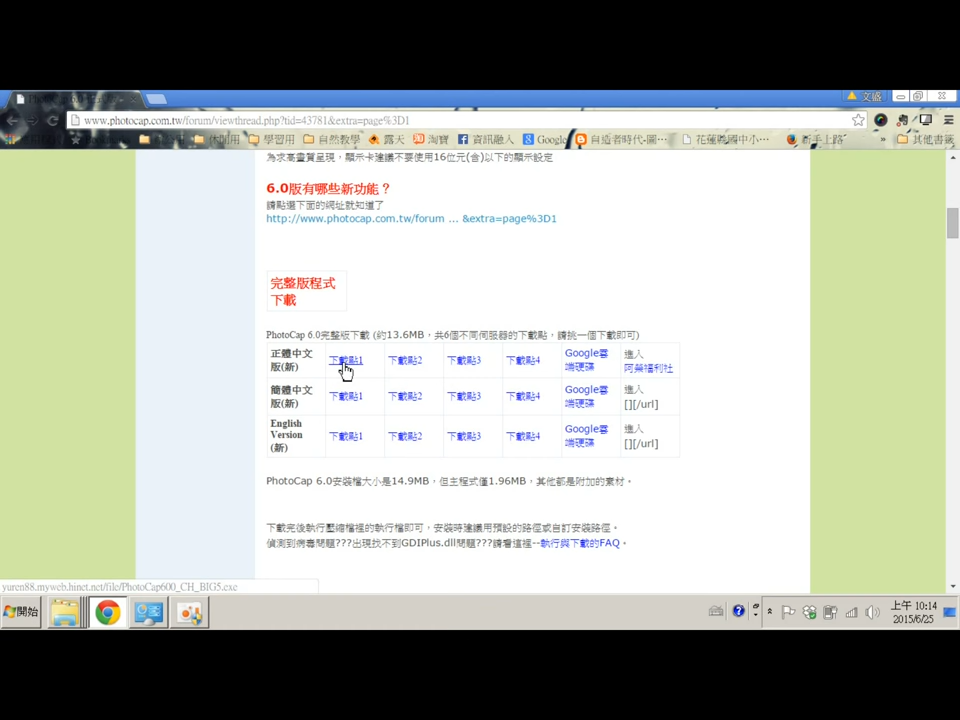 文盛
www.photocap.com.tw/forum/viewthread.php?tid=43781&extra=page%3D1
休閒用 學習用 自然教學 露天 淘寶 資訊融入 Google 自造者時代-圖… 花蓮縣國中小… 新手上路 » 其他書籤
為求高畫質呈現，顯示卡建議不要使用16位元(含)以下的顯示設定
6.0版有哪些新功能？
請點選下面的網址就知道了
http://www.photocap.com.tw/forum ... &extra=page%3D1
完整版程式
下載
PhotoCap 6.0完整版下載 (約13.6MB，共6個不同伺服器的下載點，請挑一個下載即可)
正體中文版(新) 下載點1 下載點2 下載點3 下載點4 Google雲端硬碟 進入阿榮福利社
簡體中文版(新) 下載點1 下載點2 下載點3 下載點4 Google雲端硬碟 進入[][/url]
English Version (新) 下載點1 下載點2 下載點3 下載點4 Google雲端硬碟 進入[][/url]
PhotoCap 6.0安裝檔大小是14.9MB，但主程式僅1.96MB，其他都是附加的素材。
下載完後執行壓縮檔裡的執行檔即可，安裝時建議用預設的路徑或自訂安裝路徑。
偵測到病毒問題???出現找不到GDIPlus.dll問題???請看這裡--執行與下載的FAQ。
yuren88.myweb.hinet.net/file/PhotoCap600_CH_BIG5.exe
開始
上午 10:14
2015/6/25